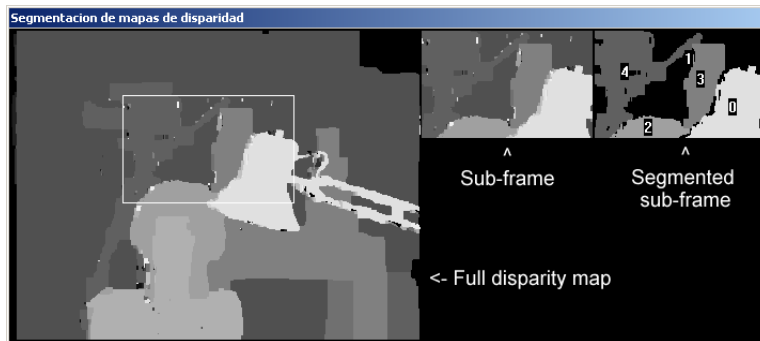 Segmentacion de mapas de disparidad
4
1
3
0
2
^
^
Sub-frame
Segmented
sub-frame
<- Full disparity map